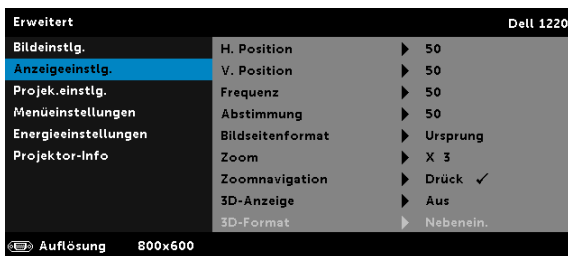 Erweitert Dell 1220
Bildeinstlg. H. Position 50
Anzeigeeinstlg. V. Position 50
Projek.einstlg. Frequenz 50
Menüeinstellungen Abstimmung 50
Energieeinstellungen Bildseitenformat Ursprung
Projektor-Info Zoom X 3
Zoomnavigation Drück ✓
3D-Anzeige Aus
3D-Format Nebenein.
Auflösung 800x600